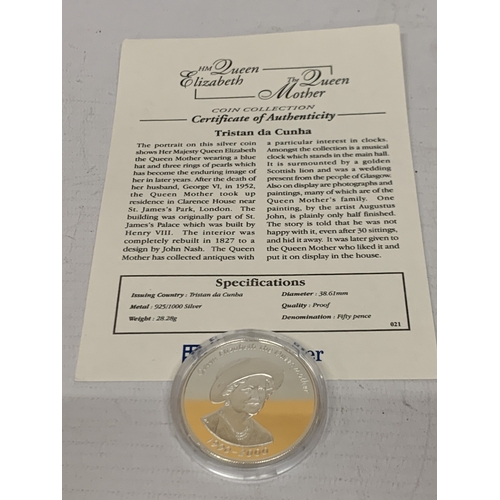 HM Queen
Elizabeth
The Queen
Mother
COIN COLLECTION
Certificate of Authenticity
Tristan da Cunha
The portrait on this silver coin
shows Her Majesty Queen Elizabeth
the Queen Mother wearing a blue
hat and three rings of pearls which
has become the enduring image of
her in later years. After the death of
her husband, George VI, in 1952,
the Queen Mother took up
residence in Clarence House near
St. James's Park, London. The
building was originally part of St.
James's Palace which was built by
Henry VIII. The interior was
completely rebuilt in 1827 to a
design by John Nash. The Queen
Mother has collected antiques with
a particular interest in clocks.
Amongst the collection is a musical
clock which stands in the main hall.
It is surmounted by a golden
Scottish lion and was a wedding
present from the people of Glasgow.
Also on display are photographs and
paintings, many of which are of the
Queen Mother's family. One
painting, by the artist Augustus
John, is plainly only half finished.
The story is told that he was not
happy with it, even after 30 sittings,
and hid it away. It was later given to
the Queen Mother who liked it and
put it on display in the house.
Specifications
Issuing Country : Tristan da Cunha
Metal : 925/1000 Silver
Weight : 28.28g
Diameter : 38.61mm
Quality : Proof
Denomination : Fifty pence
021
Queen Elizabeth the Queen Mother